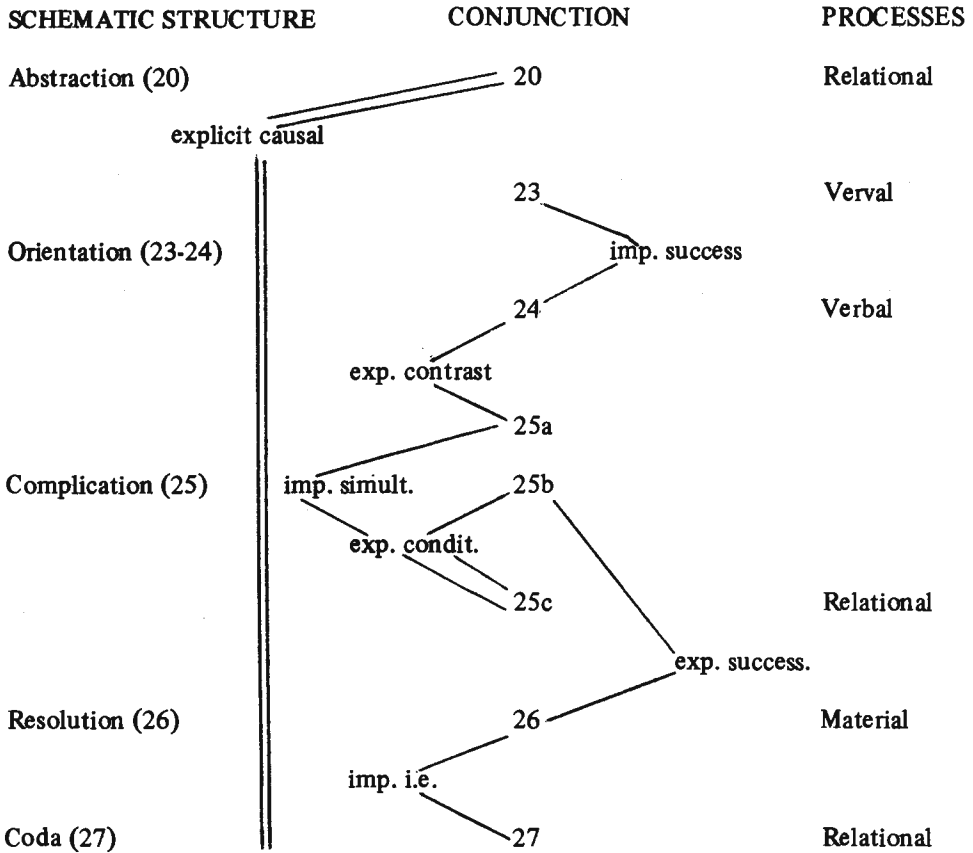 SCHEMATIC STRUCTURE CONJUNCTION PROCESSES
Abstraction (20) 20 Relational
explicit causal
23 Verval
Orientation (23-24) imp. success
24 Verbal
exp. contrast
25a
Complication (25) imp. simult. 25b
exp. condit.
25c Relational
exp. success.
Resolution (26) 26 Material
imp. i.e.
Coda (27) 27 Relational